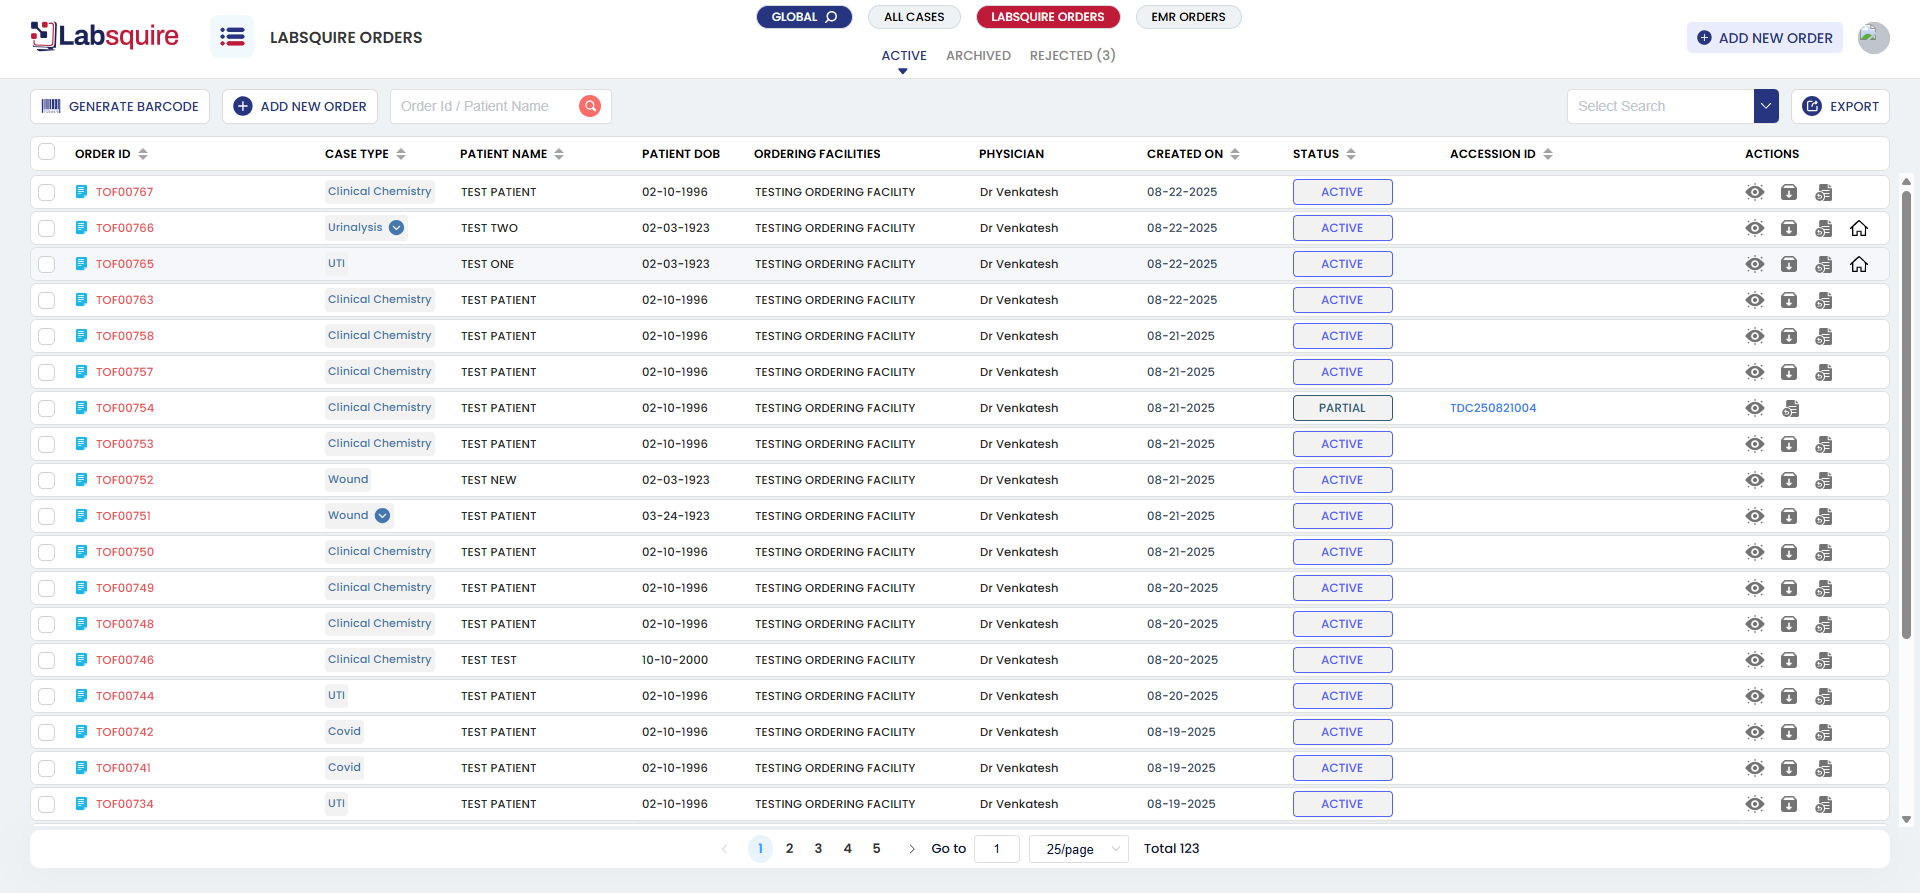 Labsquire
LABSQUIRE ORDERS
GLOBAL ALL CASES LABSQUIRE ORDERS EMR ORDERS
ACTIVE ARCHIVED REJECTED (3)
ADD NEW ORDER
GENERATE BARCODE ADD NEW ORDER Order Id / Patient Name Select Search EXPORT
ORDER ID CASE TYPE PATIENT NAME PATIENT DOB ORDERING FACILITIES PHYSICIAN CREATED ON STATUS ACCESSION ID ACTIONS
TOF00767 Clinical Chemistry TEST PATIENT 02-10-1996 TESTING ORDERING FACILITY Dr Venkatesh 08-22-2025 ACTIVE
TOF00766 Urinalysis TEST TWO 02-03-1923 TESTING ORDERING FACILITY Dr Venkatesh 08-22-2025 ACTIVE
TOF00765 UTI TEST ONE 02-03-1923 TESTING ORDERING FACILITY Dr Venkatesh 08-22-2025 ACTIVE
TOF00763 Clinical Chemistry TEST PATIENT 02-10-1996 TESTING ORDERING FACILITY Dr Venkatesh 08-22-2025 ACTIVE
TOF00758 Clinical Chemistry TEST PATIENT 02-10-1996 TESTING ORDERING FACILITY Dr Venkatesh 08-21-2025 ACTIVE
TOF00757 Clinical Chemistry TEST PATIENT 02-10-1996 TESTING ORDERING FACILITY Dr Venkatesh 08-21-2025 ACTIVE
TOF00754 Clinical Chemistry TEST PATIENT 02-10-1996 TESTING ORDERING FACILITY Dr Venkatesh 08-21-2025 PARTIAL TDC250821004
TOF00753 Clinical Chemistry TEST PATIENT 02-10-1996 TESTING ORDERING FACILITY Dr Venkatesh 08-21-2025 ACTIVE
TOF00752 Wound TEST NEW 02-03-1923 TESTING ORDERING FACILITY Dr Venkatesh 08-21-2025 ACTIVE
TOF00751 Wound TEST PATIENT 03-24-1923 TESTING ORDERING FACILITY Dr Venkatesh 08-21-2025 ACTIVE
TOF00750 Clinical Chemistry TEST PATIENT 02-10-1996 TESTING ORDERING FACILITY Dr Venkatesh 08-21-2025 ACTIVE
TOF00749 Clinical Chemistry TEST PATIENT 02-10-1996 TESTING ORDERING FACILITY Dr Venkatesh 08-20-2025 ACTIVE
TOF00748 Clinical Chemistry TEST PATIENT 02-10-1996 TESTING ORDERING FACILITY Dr Venkatesh 08-20-2025 ACTIVE
TOF00746 Clinical Chemistry TEST TEST 10-10-2000 TESTING ORDERING FACILITY Dr Venkatesh 08-20-2025 ACTIVE
TOF00744 UTI TEST PATIENT 02-10-1996 TESTING ORDERING FACILITY Dr Venkatesh 08-20-2025 ACTIVE
TOF00742 Covid TEST PATIENT 02-10-1996 TESTING ORDERING FACILITY Dr Venkatesh 08-19-2025 ACTIVE
TOF00741 Covid TEST PATIENT 02-10-1996 TESTING ORDERING FACILITY Dr Venkatesh 08-19-2025 ACTIVE
TOF00734 UTI TEST PATIENT 02-10-1996 TESTING ORDERING FACILITY Dr Venkatesh 08-19-2025 ACTIVE
1 2 3 4 5 Go to 1 25/page Total 123